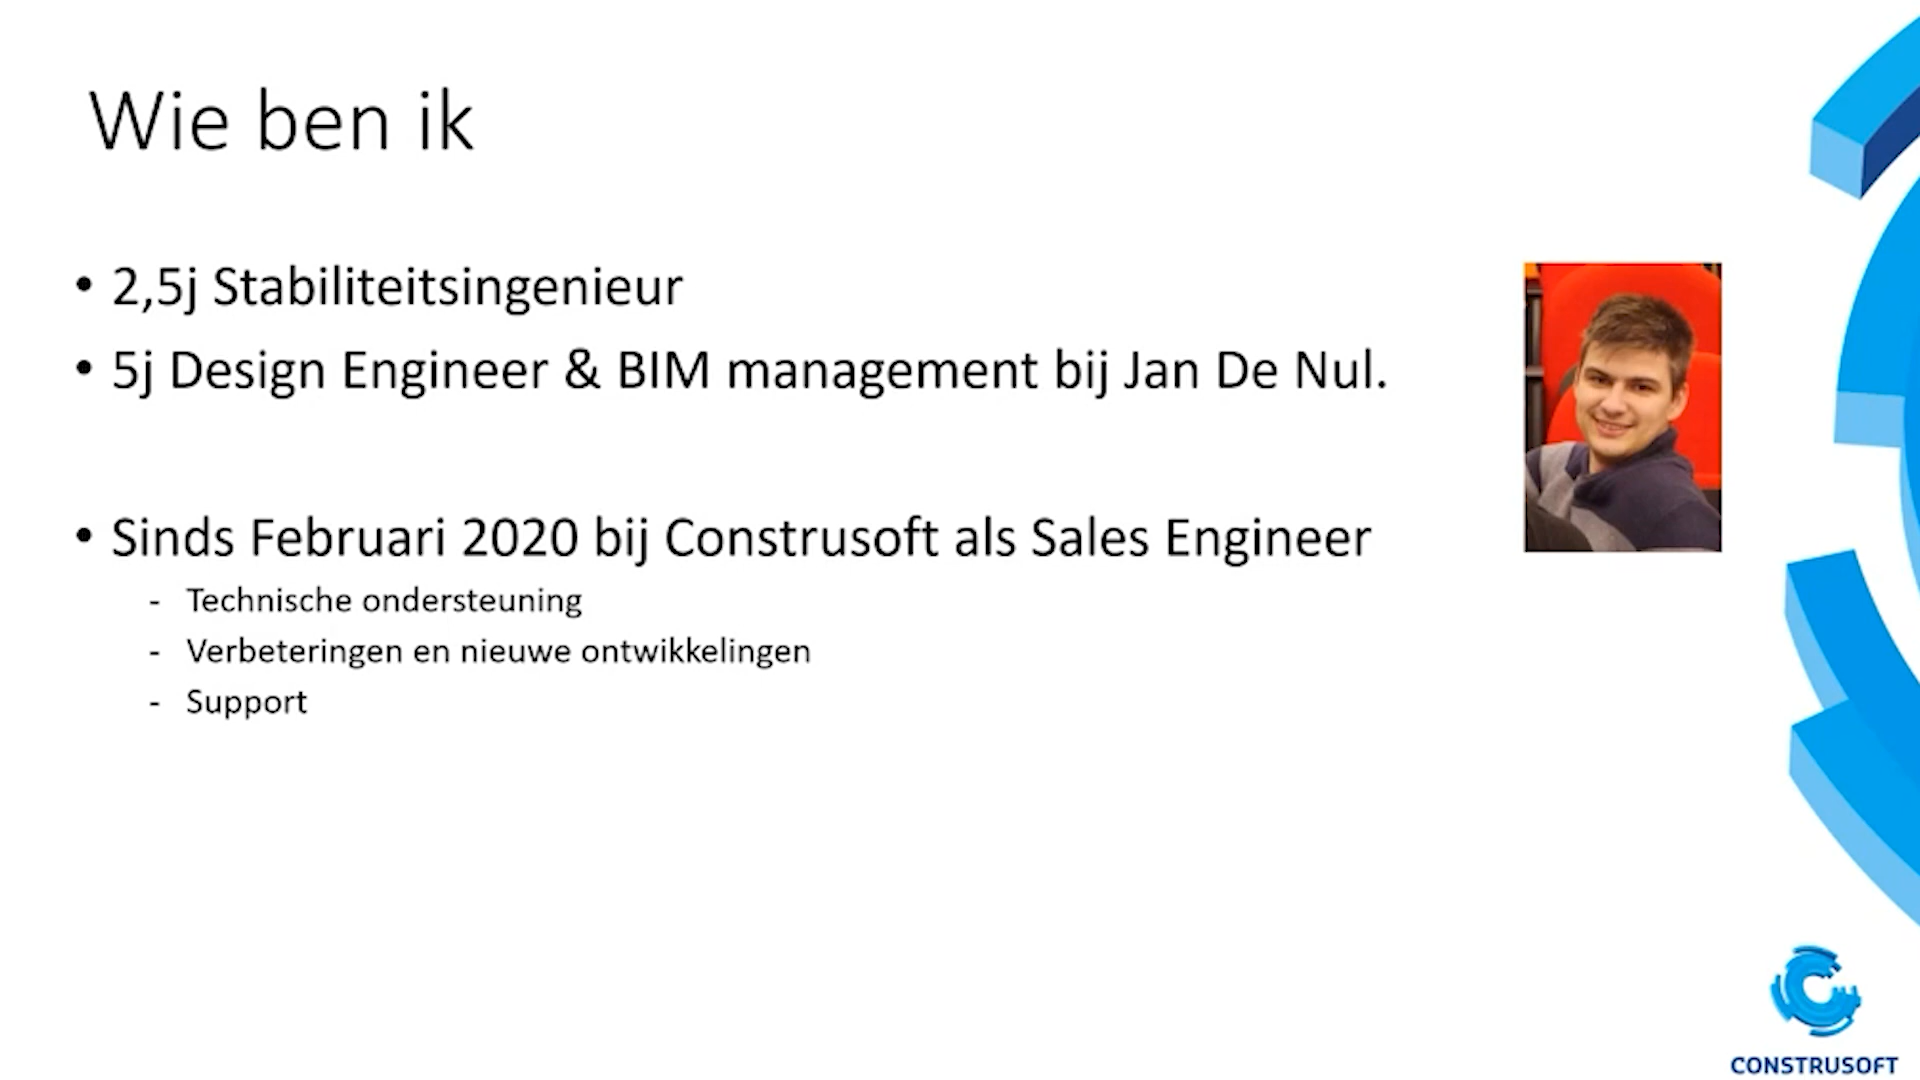 Wie ben ik
• 2,5j Stabiliteitsingenieur
• 5j Design Engineer & BIM management bij Jan De Nul.
• Sinds Februari 2020 bij Construsoft als Sales Engineer
- Technische ondersteuning
- Verbeteringen en nieuwe ontwikkelingen
- Support
CONSTRUSOFT